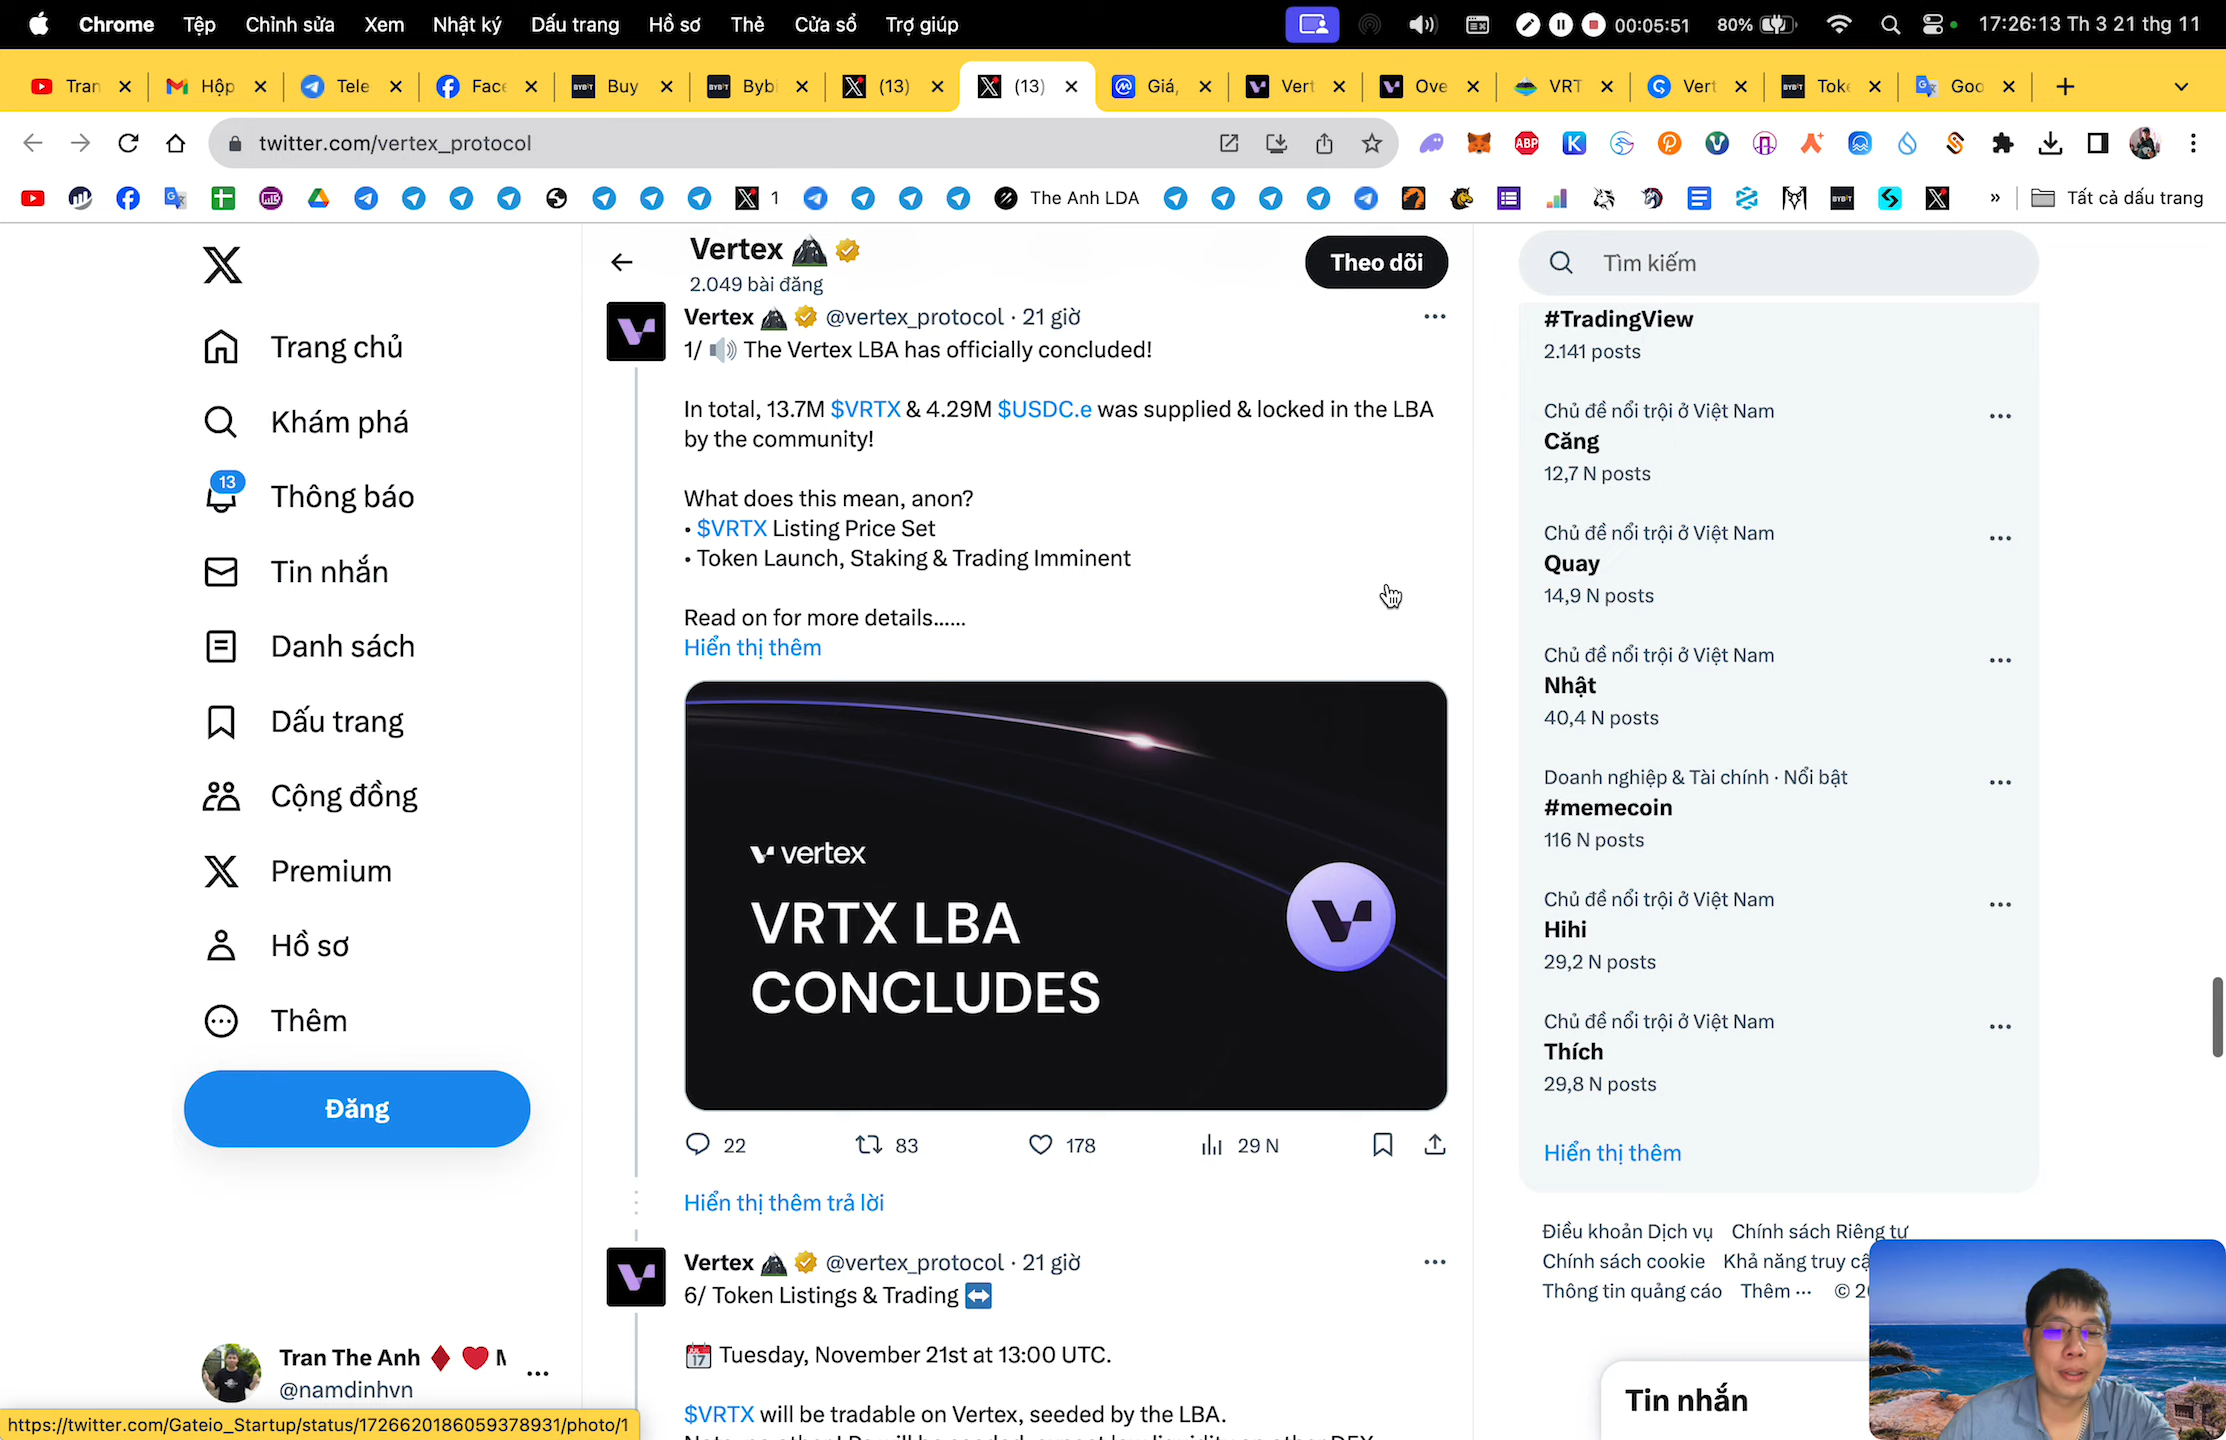 Chrome Tệp Chỉnh sửa Xem Nhật ký Dấu trang Hồ sơ Thẻ Cửa sổ Trợ giúp 00:05:51 80% 17:26:13 Th 3 21 thg 11
Tran Hộp Tele Face Buy Bybi (13) (13) Giá, Vert Ove VRT Vert Toke Goo
twitter.com/vertex_protocol ABP
1 The Anh LDA » Tất cả dấu trang
Vertex
2.049 bài đăng
Theo dõi
Tìm kiếm
Trang chủ
Khám phá
13
Thông báo
Tin nhắn
Danh sách
Dấu trang
Cộng đồng
Premium
Hồ sơ
Thêm
Đăng
Tran The Anh
@namdinhvn
https://twitter.com/Gateio_Startup/status/1726620186059378931/photo/1
Vertex @vertex_protocol · 21 giờ
1/ The Vertex LBA has officially concluded!
In total, 13.7M $VRTX & 4.29M $USDC.e was supplied & locked in the LBA
by the community!
What does this mean, anon?
• $VRTX Listing Price Set
• Token Launch, Staking & Trading Imminent
Read on for more details......
Hiển thị thêm
vertex
VRTX LBA
CONCLUDES
22 83 178 29 N
Hiển thị thêm trả lời
Vertex @vertex_protocol · 21 giờ
6/ Token Listings & Trading
Tuesday, November 21st at 13:00 UTC.
$VRTX will be tradable on Vertex, seeded by the LBA.
#TradingView
2.141 posts
Chủ đề nổi trội ở Việt Nam
Căng
12,7 N posts
Chủ đề nổi trội ở Việt Nam
Quay
14,9 N posts
Chủ đề nổi trội ở Việt Nam
Nhật
40,4 N posts
Doanh nghiệp & Tài chính · Nổi bật
#memecoin
116 N posts
Chủ đề nổi trội ở Việt Nam
Hihi
29,2 N posts
Chủ đề nổi trội ở Việt Nam
Thích
29,8 N posts
Hiển thị thêm
Điều khoản Dịch vụ Chính sách Riêng tư
Chính sách cookie Khả năng truy cậ
Thông tin quảng cáo Thêm ··· © 20
Tin nhắn